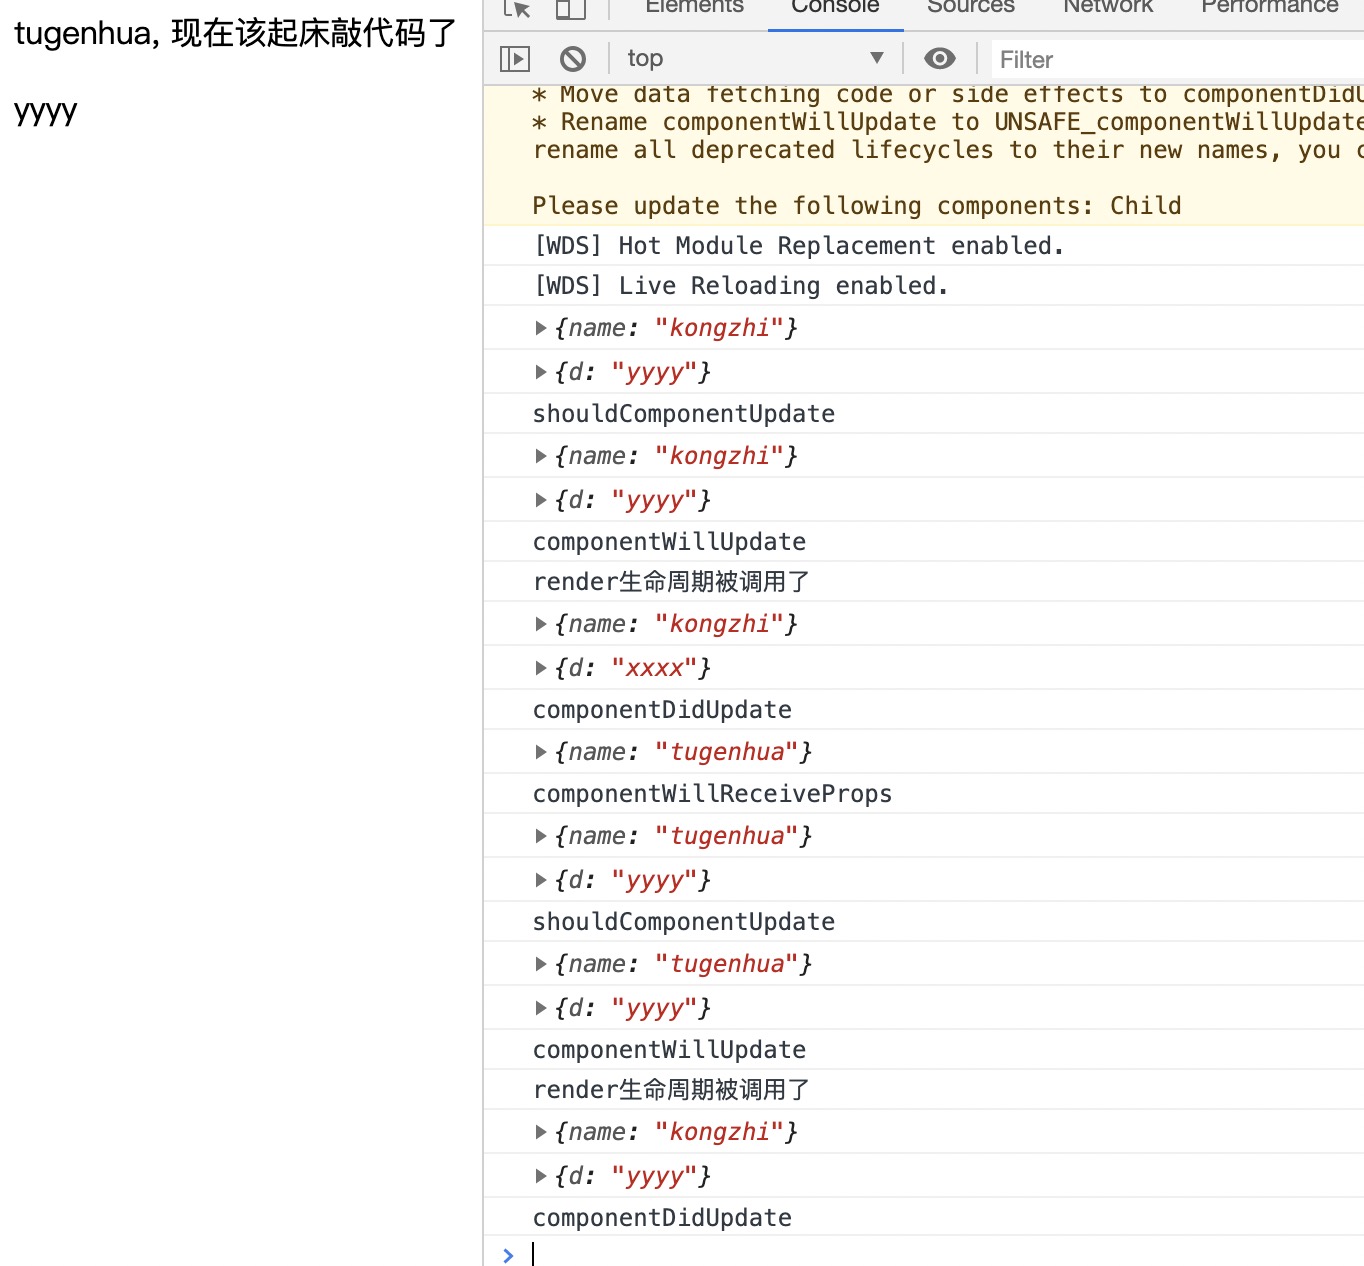 tugenhua, 现在该起床敲代码了
yyyy
Elements Console Sources Network Performance
top ▼ Filter
* Move data fetching code or side effects to componentDidU
* Rename componentWillUpdate to UNSAFE_componentWillUpdate
rename all deprecated lifecycles to their new names, you c
Please update the following components: Child
[WDS] Hot Module Replacement enabled.
[WDS] Live Reloading enabled.
▶{name: "kongzhi"}
▶{d: "yyyy"}
shouldComponentUpdate
▶{name: "kongzhi"}
▶{d: "yyyy"}
componentWillUpdate
render生命周期被调用了
▶{name: "kongzhi"}
▶{d: "xxxx"}
componentDidUpdate
▶{name: "tugenhua"}
componentWillReceiveProps
▶{name: "tugenhua"}
▶{d: "yyyy"}
shouldComponentUpdate
▶{name: "tugenhua"}
▶{d: "yyyy"}
componentWillUpdate
render生命周期被调用了
▶{name: "kongzhi"}
▶{d: "yyyy"}
componentDidUpdate
>